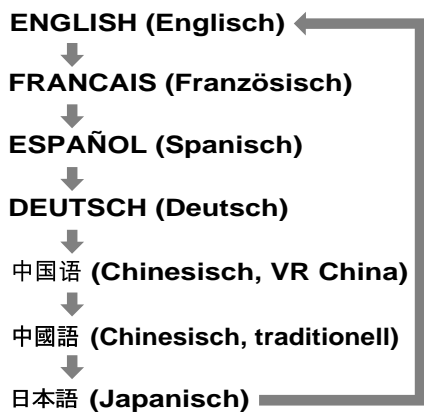 ENGLISH (Englisch)
FRANCAIS (Französisch)
ESPAÑOL (Spanisch)
DEUTSCH (Deutsch)
中国语 (Chinesisch, VR China)
中國語 (Chinesisch, traditionell)
日本語 (Japanisch)